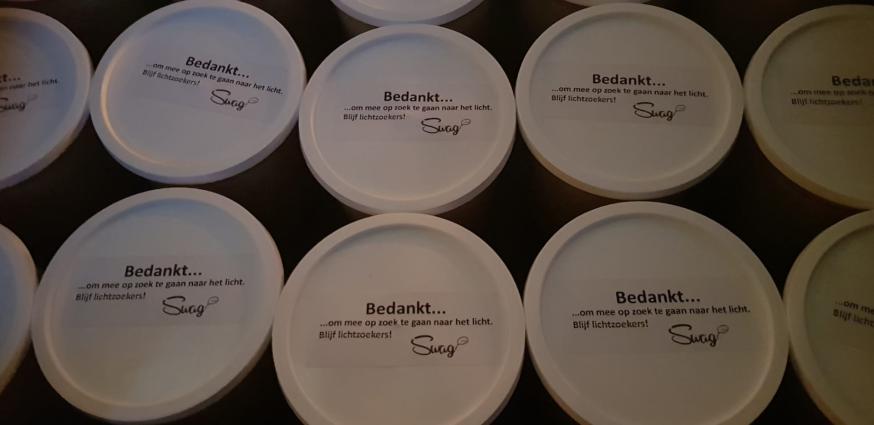 Bedankt...
...om mee op zoek te gaan naar het licht.
Blijf lichtzoekers!
Swag
Bedankt...
...om mee op zoek te gaan naar het licht.
Blijf lichtzoekers!
Swag
Bedankt...
...om mee op zoek te gaan naar het licht.
Blijf lichtzoekers!
Swag
Bedankt...
...om mee op zoek te gaan naar het licht.
Blijf lichtzoekers!
Swag
Bedankt...
...om mee op zoek te gaan naar het licht.
Blijf lichtzoekers!
Swag
Bedankt...
...om mee op zoek te gaan naar het licht.
Blijf lichtzoekers!
Swag